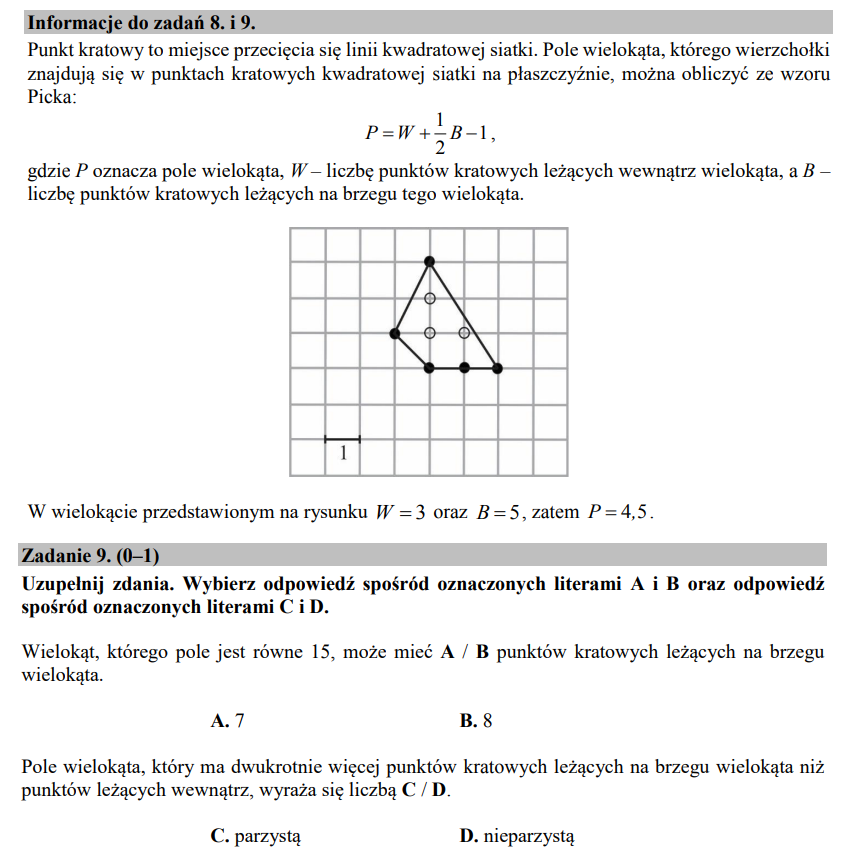 Informacje do zadań 8. i 9.
Punkt kratowy to miejsce przecięcia się linii kwadratowej siatki. Pole wielokąta, którego wierzchołki
znajdują się w punktach kratowych kwadratowej siatki na płaszczyźnie, można obliczyć ze wzoru
Picka:
P = W + 1/2 B – 1,
gdzie P oznacza pole wielokąta, W – liczbę punktów kratowych leżących wewnątrz wielokąta, a B –
liczbę punktów kratowych leżących na brzegu tego wielokąta.
1
W wielokącie przedstawionym na rysunku W = 3 oraz B = 5, zatem P = 4,5.
Zadanie 9. (0–1)
Uzupełnij zdania. Wybierz odpowiedź spośród oznaczonych literami A i B oraz odpowiedź
spośród oznaczonych literami C i D.
Wielokąt, którego pole jest równe 15, może mieć A / B punktów kratowych leżących na brzegu
wielokąta.
A. 7 B. 8
Pole wielokąta, który ma dwukrotnie więcej punktów kratowych leżących na brzegu wielokąta niż
punktów leżących wewnątrz, wyraża się liczbą C / D.
C. parzystą D. nieparzystą